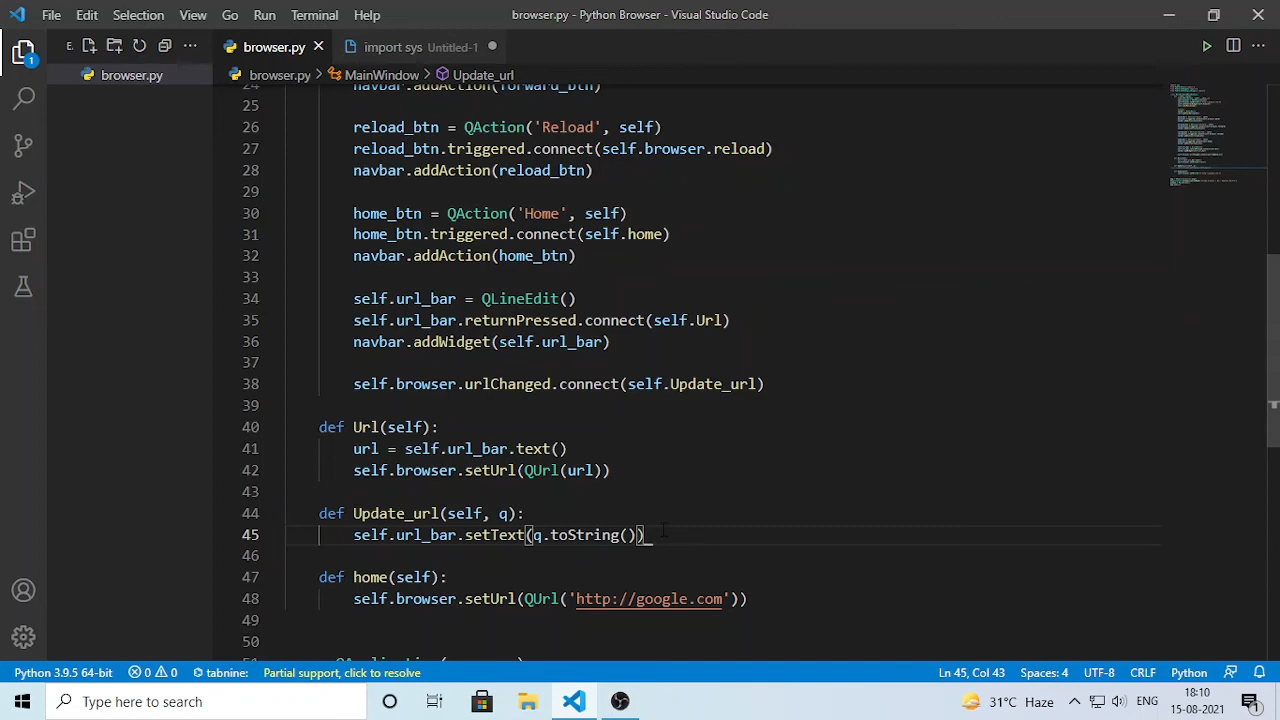 File Edit Selection View Go Run Terminal Help browser.py - Python Browser - Visual Studio Code
E. browser.py import sys Untitled-1
browser.py browser.py > MainWindow > Update_url
24 navbar.addAction(forward_btn)
25
26 reload_btn = QAction('Reload', self)
27 reload_btn.triggered.connect(self.browser.reload)
28 navbar.addAction(reload_btn)
29
30 home_btn = QAction('Home', self)
31 home_btn.triggered.connect(self.home)
32 navbar.addAction(home_btn)
33
34 self.url_bar = QLineEdit()
35 self.url_bar.returnPressed.connect(self.Url)
36 navbar.addWidget(self.url_bar)
37
38 self.browser.urlChanged.connect(self.Update_url)
39
40 def Url(self):
41 url = self.url_bar.text()
42 self.browser.setUrl(QUrl(url))
43
44 def Update_url(self, q):
45 self.url_bar.setText(q.toString())
46
47 def home(self):
48 self.browser.setUrl(QUrl('http://google.com'))
49
50
Python 3.9.5 64-bit 0 0 tabnine: Partial support, click to resolve Ln 45, Col 43 Spaces: 4 UTF-8 CRLF Python
Type here to search 31°C Haze ENG 18:10
15-08-2021